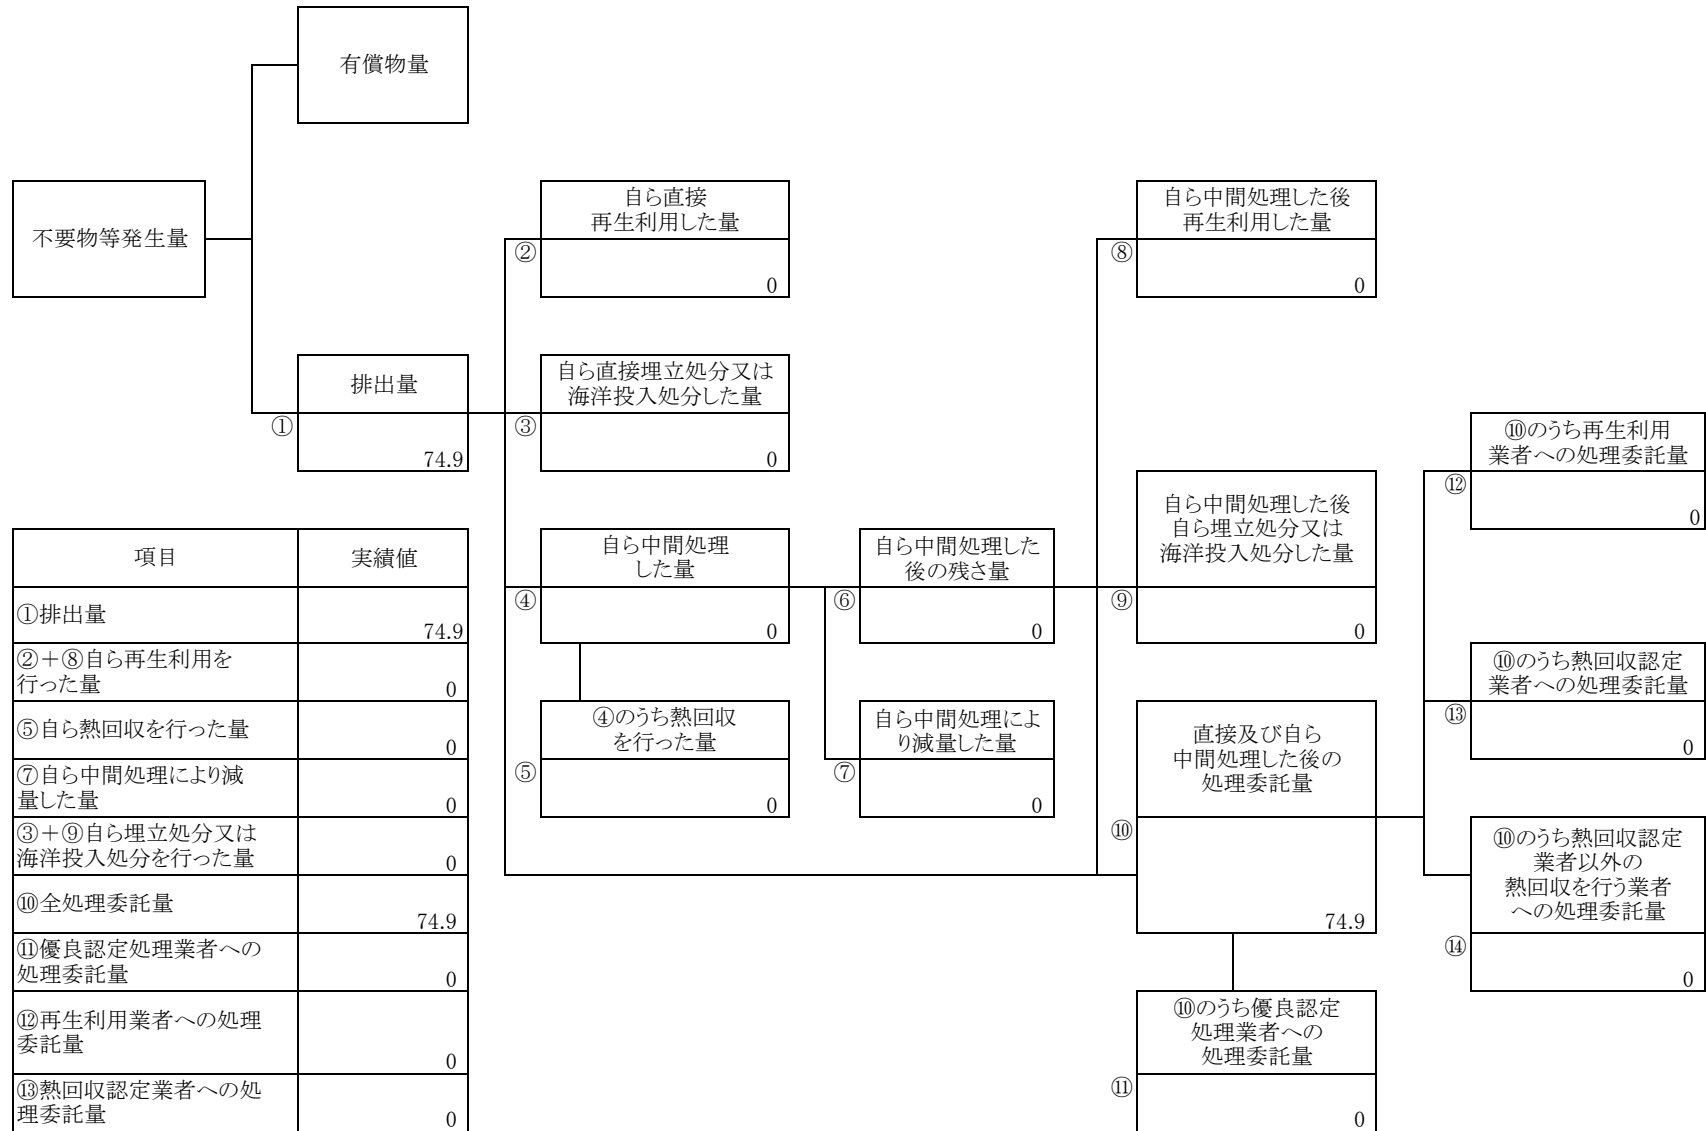 有償物量
不要物等発生量
自ら直接
再生利用した量
②
0
自ら中間処理した後
再生利用した量
⑧
0
排出量
①
74.9
自ら直接埋立処分又は
海洋投入処分した量
③
0
⑩のうち再生利用
業者への処理委託量
⑫
0
自ら中間処理
した量
④
0
自ら中間処理した
後の残さ量
⑥
0
自ら中間処理した後
自ら埋立処分又は
海洋投入処分した量
⑨
0
⑩のうち熱回収認定
業者への処理委託量
⑬
0
④のうち熱回収
を行った量
⑤
0
自ら中間処理によ
り減量した量
⑦
0
直接及び自ら
中間処理した後の
処理委託量
⑩
74.9
⑩のうち熱回収認定
業者以外の
熱回収を行う業者
への処理委託量
⑭
0
⑩のうち優良認定
処理業者への
処理委託量
⑪
0
項目 実績値
①排出量
74.9
②+⑧自ら再生利用を
行った量
0
⑤自ら熱回収を行った量
0
⑦自ら中間処理により減
量した量
0
③+⑨自ら埋立処分又は
海洋投入処分を行った量
0
⑩全処理委託量
74.9
⑪優良認定処理業者への
処理委託量
0
⑫再生利用業者への処理
委託量
0
⑬熱回収認定業者への処
理委託量
0